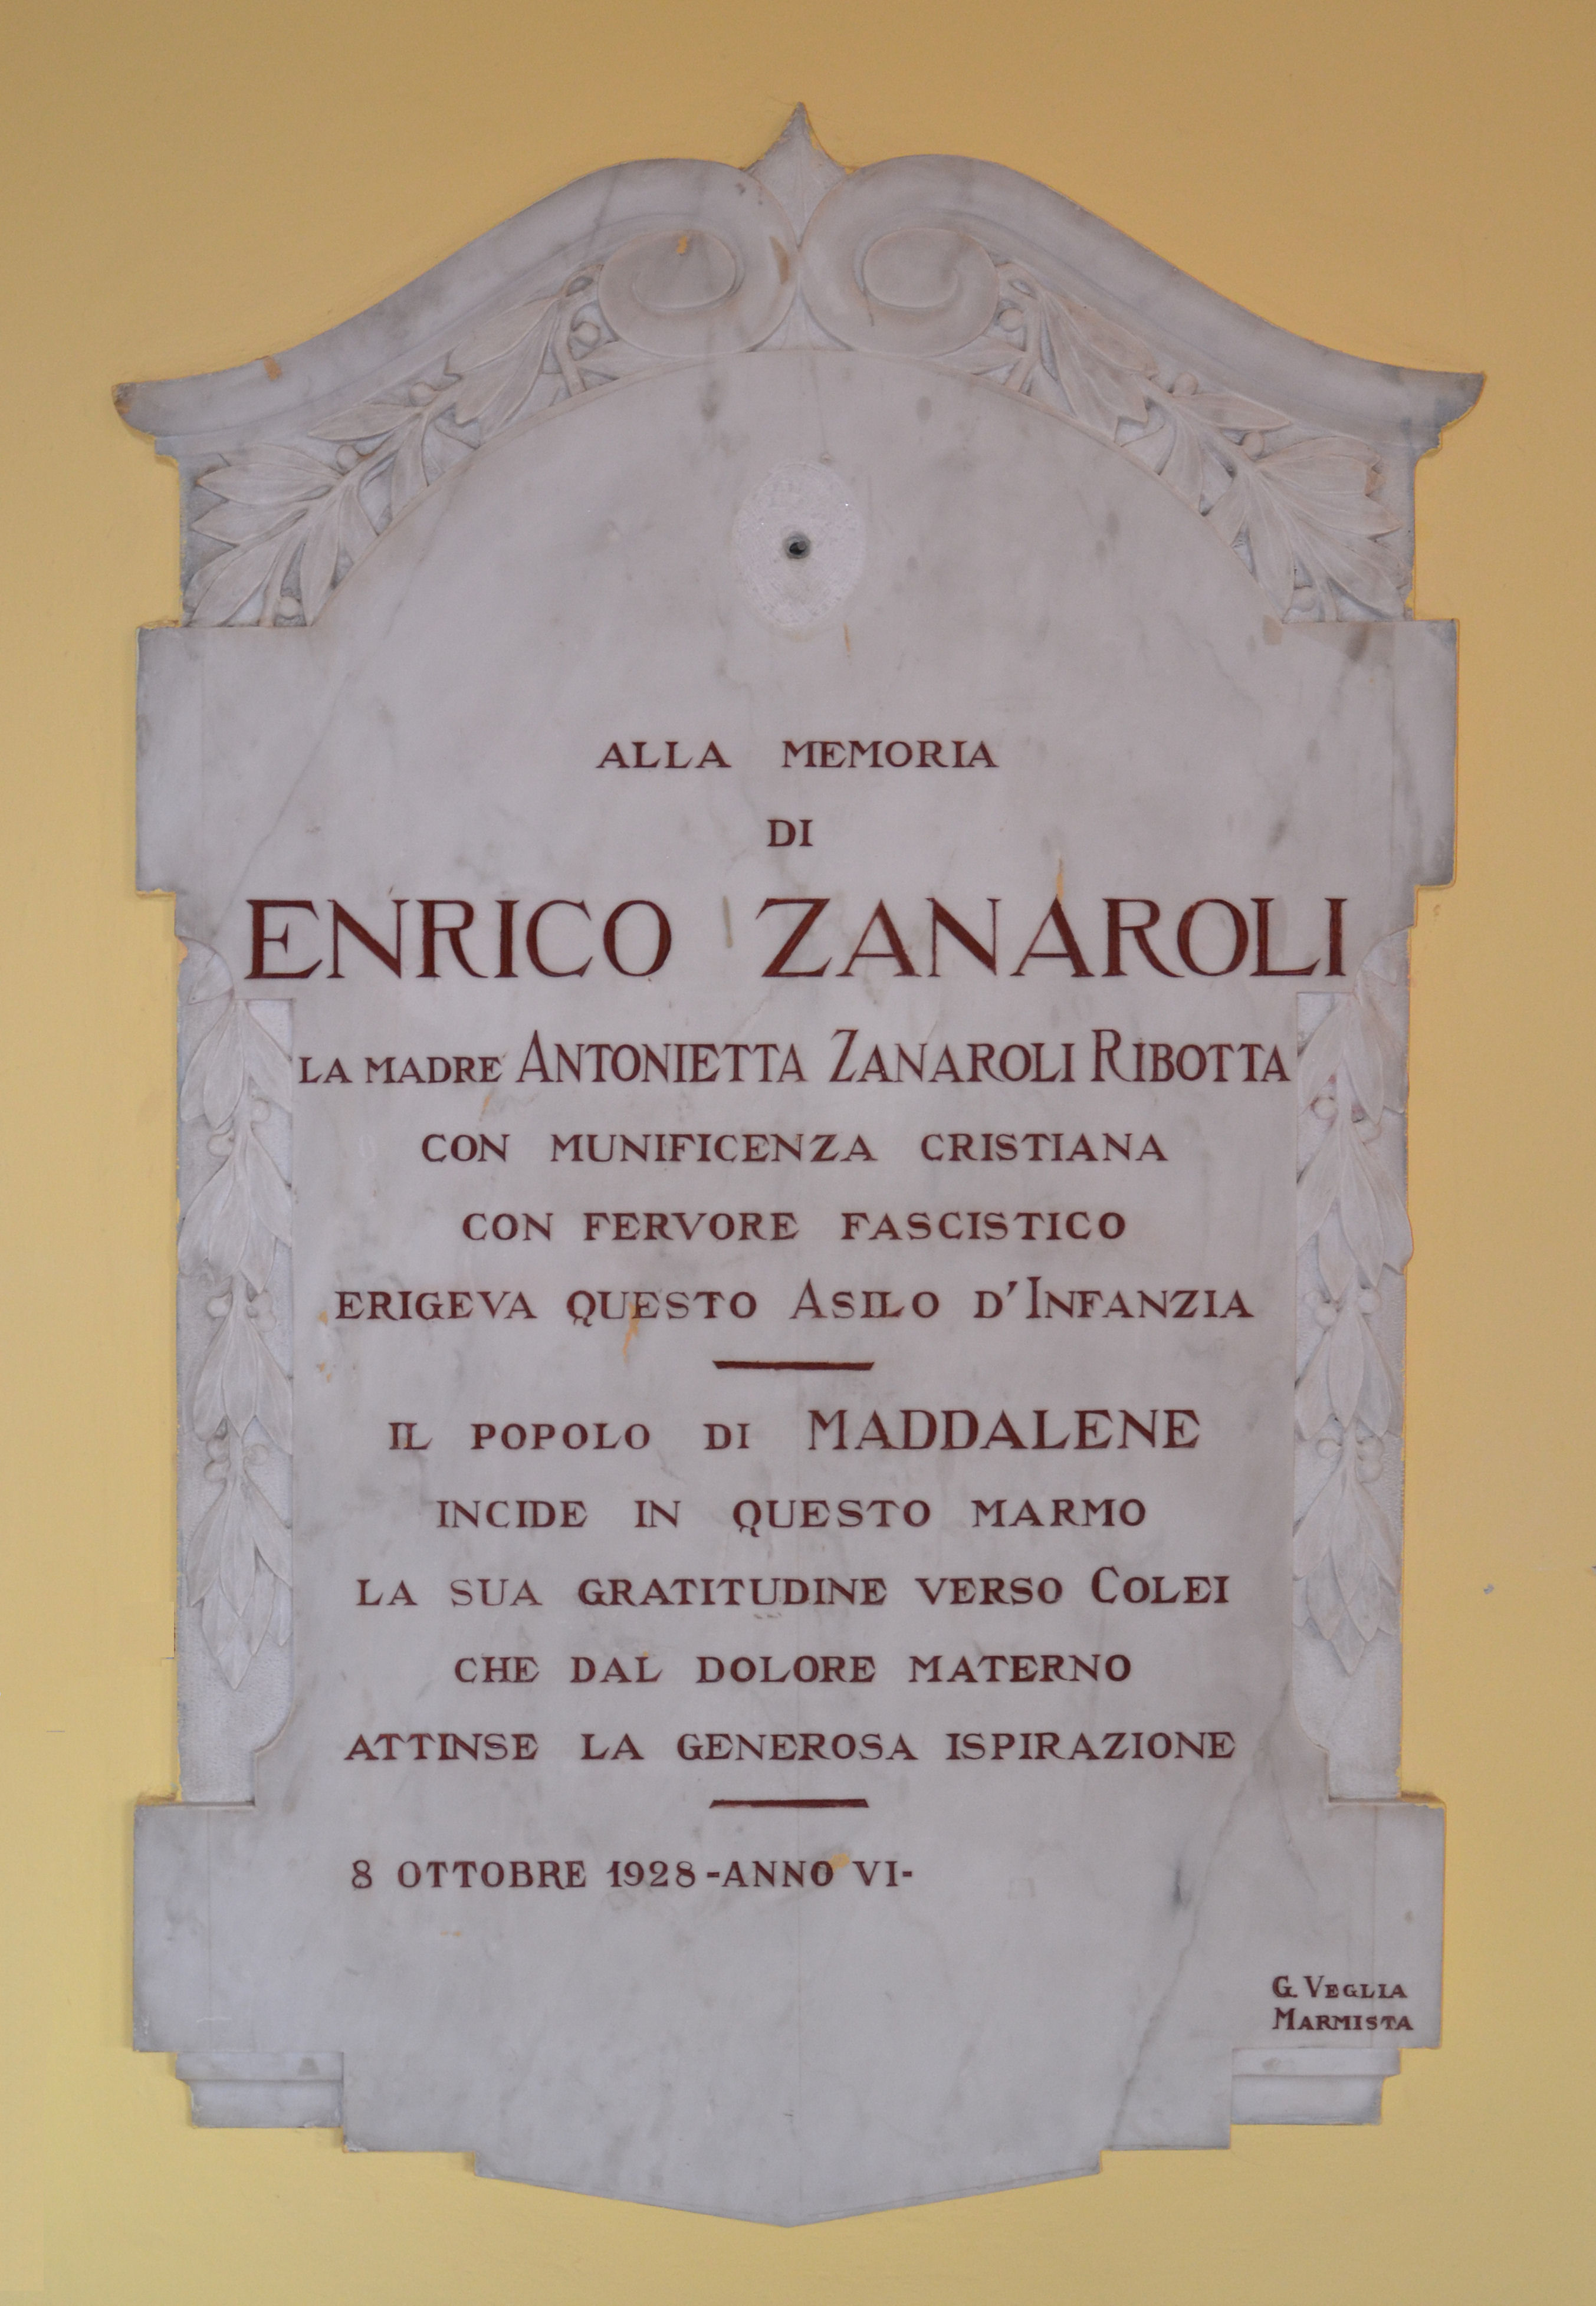 ALLA MEMORIA
DI
ENRICO ZANAROLI
LA MADRE ANTONIETTA ZANAROLI RIBOTTA
CON MUNIFICENZA CRISTIANA
CON FERVORE FASCISTICO
ERIGEVA QUESTO ASILO D'INFANZIA
IL POPOLO DI MADDALENE
INCIDE IN QUESTO MARMO
LA SUA GRATITUDINE VERSO COLEI
CHE DAL DOLORE MATERNO
ATTINSE LA GENEROSA ISPIRAZIONE
8 OTTOBRE 1928 - ANNO VI -
G. VEGLIA
MARMISTA